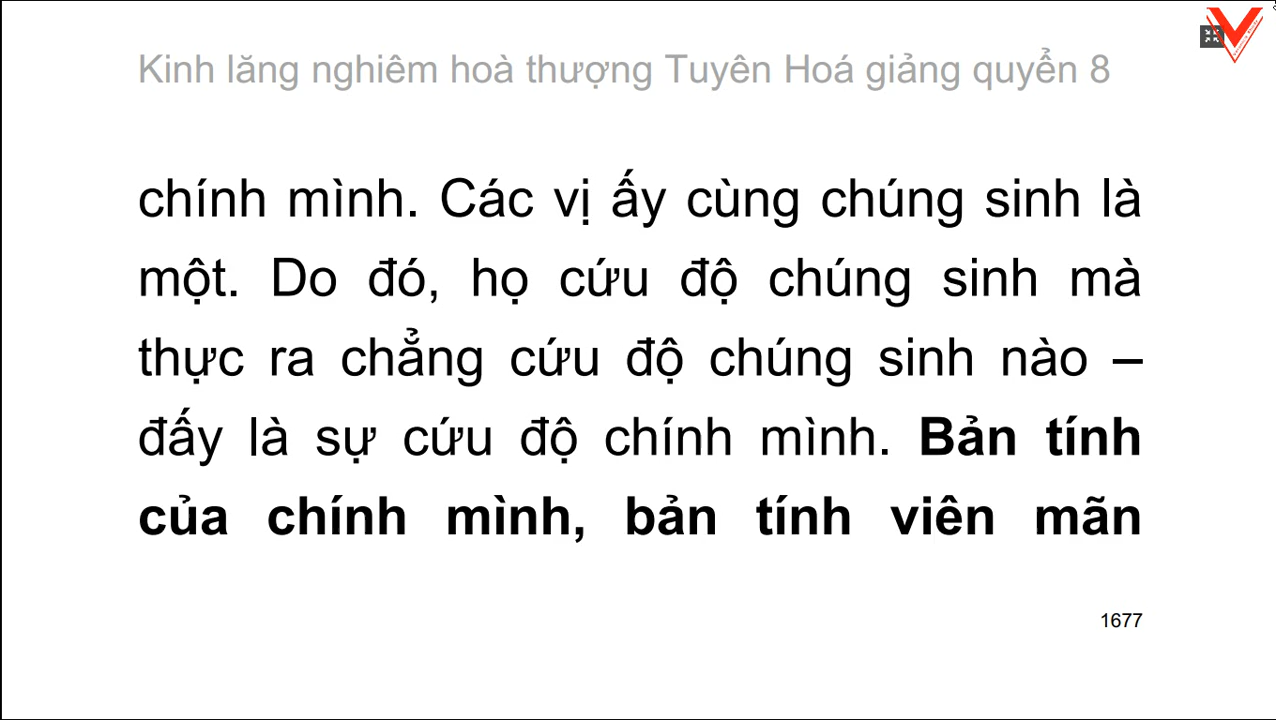 Kinh lăng nghiêm hoà thượng Tuyên Hoá giảng quyển 8
chính mình. Các vị ấy cùng chúng sinh là
một. Do đó, họ cứu độ chúng sinh mà
thực ra chẳng cứu độ chúng sinh nào –
đấy là sự cứu độ chính mình. Bản tính
của chính mình, bản tính viên mãn
1677